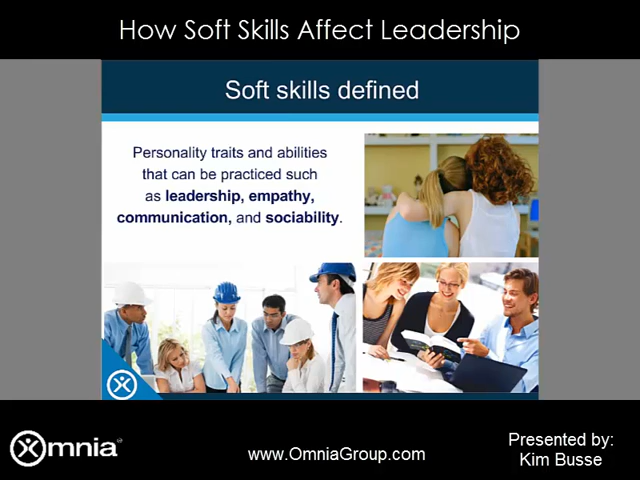 How Soft Skills Affect Leadership
Soft skills defined
Personality traits and abilities
that can be practiced such
as leadership, empathy,
communication, and sociability.
Omnia
www.OmniaGroup.com
Presented by:
Kim Busse